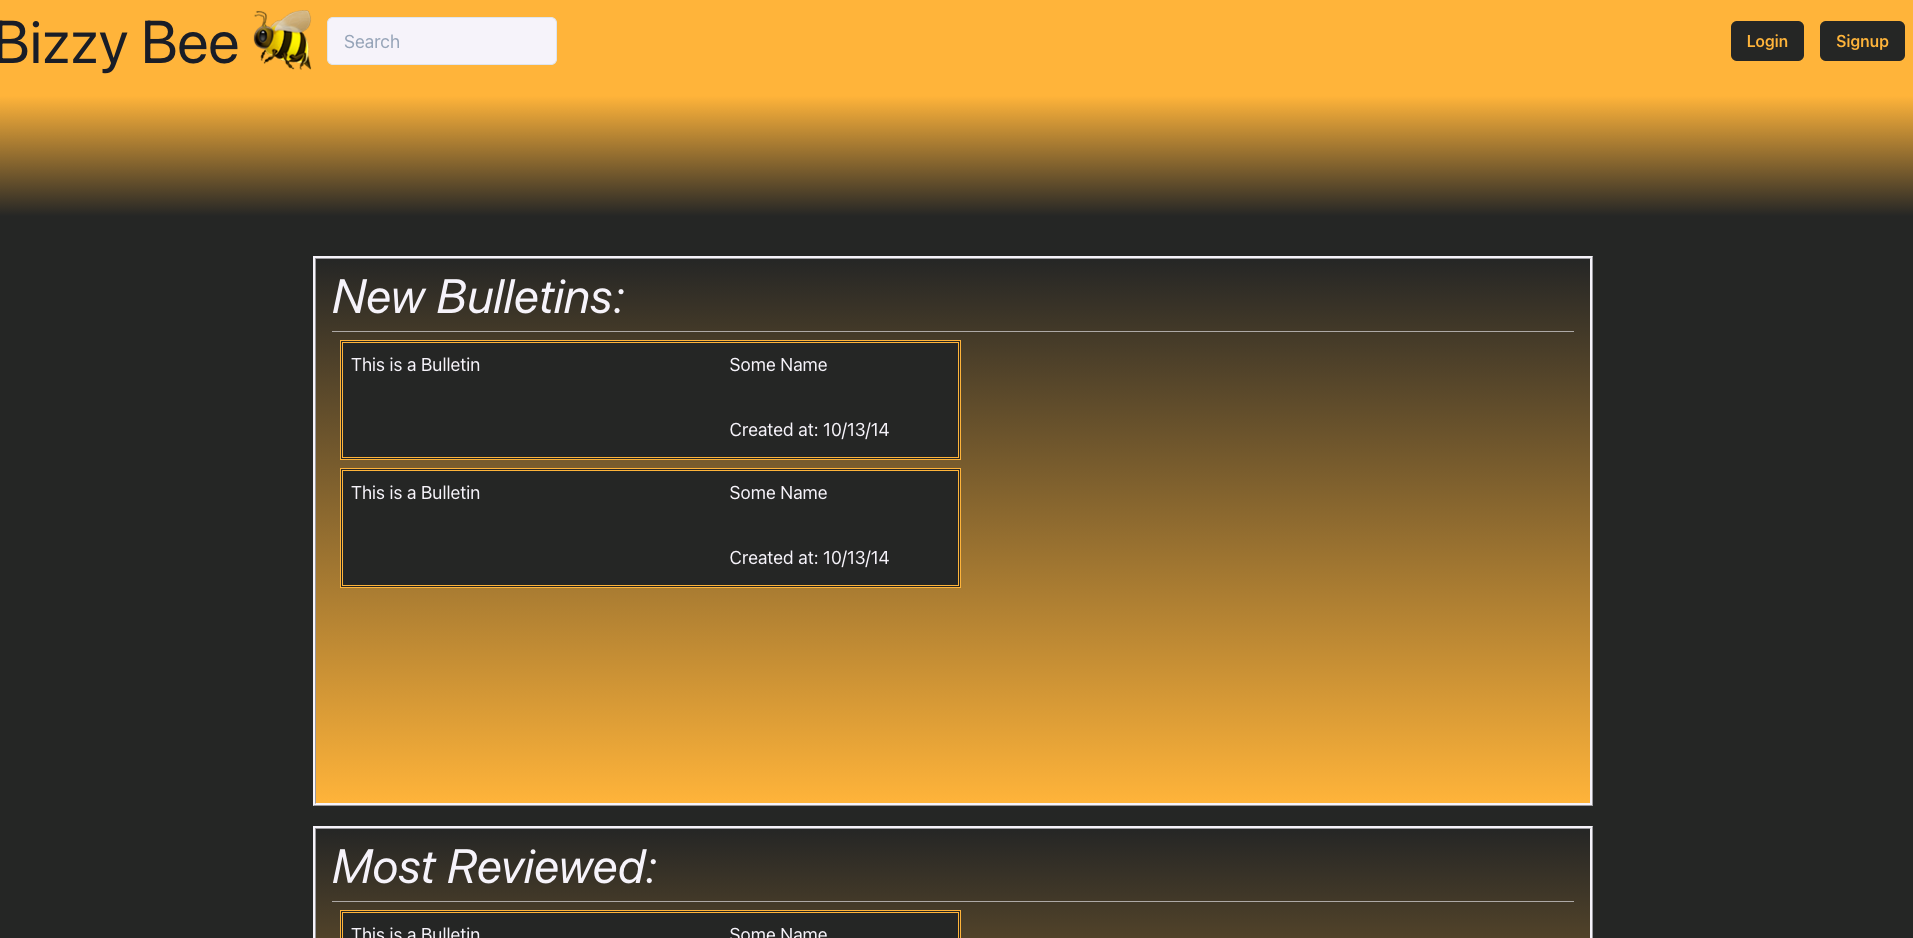 Bizzy Bee
Search
Login
Signup
New Bulletins:
This is a Bulletin
Some Name
Created at: 10/13/14
This is a Bulletin
Some Name
Created at: 10/13/14
Most Reviewed:
This is a Bulletin
Some Name